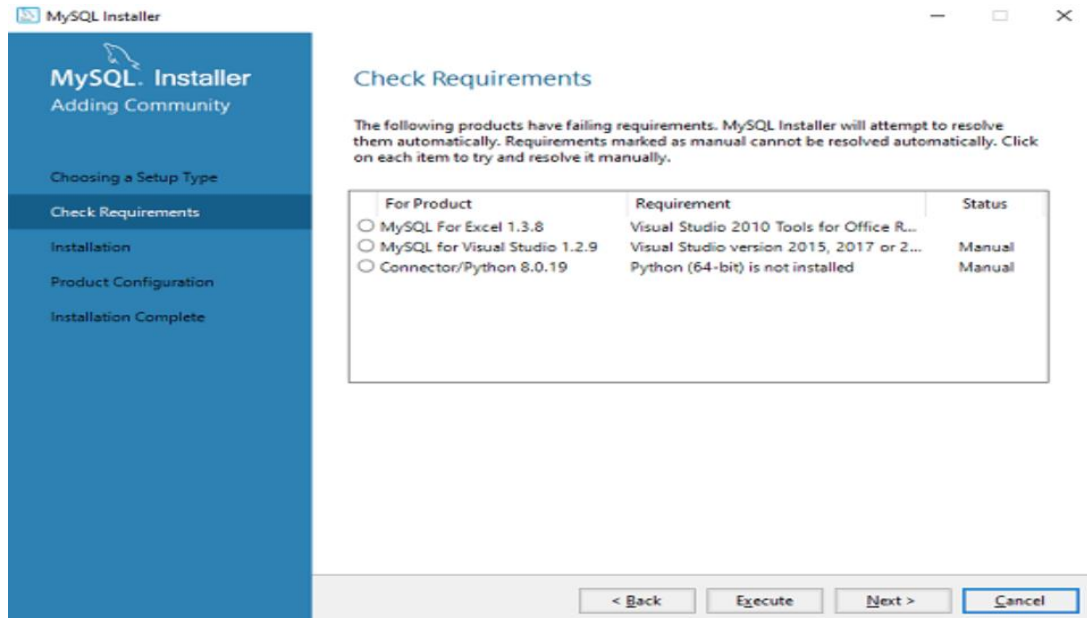 MySQL Installer
MySQL. Installer
Adding Community
Choosing a Setup Type
Check Requirements
Installation
Product Configuration
Installation Complete
Check Requirements
The following products have failing requirements. MySQL Installer will attempt to resolve
them automatically. Requirements marked as manual cannot be resolved automatically. Click
on each item to try and resolve it manually.
For Product Requirement Status
MySQL For Excel 1.3.8 Visual Studio 2010 Tools for Office R...
MySQL for Visual Studio 1.2.9 Visual Studio version 2015, 2017 or 2... Manual
Connector/Python 8.0.19 Python (64-bit) is not installed Manual
< Back Execute Next > Cancel